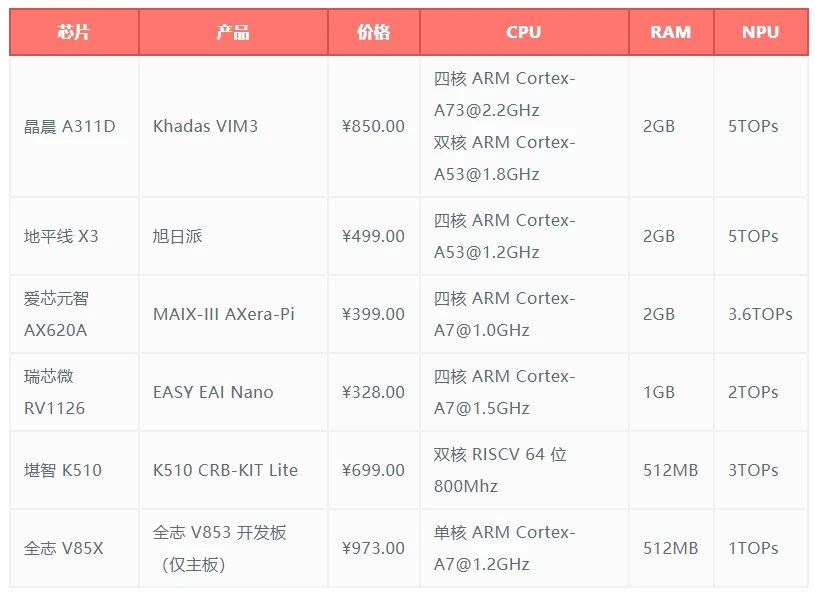 芯片 产品 价格 CPU RAM NPU
晶晨 A311D Khadas VIM3 ¥850.00 四核 ARM Cortex-
A73@2.2GHz
双核 ARM Cortex-
A53@1.8GHz 2GB 5TOPs
地平线 X3 旭日派 ¥499.00 四核 ARM Cortex-
A53@1.2GHz 2GB 5TOPs
爱芯元智
AX620A MAIX-III AXera-Pi ¥399.00 四核 ARM Cortex-
A7@1.0GHz 2GB 3.6TOPs
瑞芯微
RV1126 EASY EAI Nano ¥328.00 四核 ARM Cortex-
A7@1.5GHz 1GB 2TOPs
堪智 K510 K510 CRB-KIT Lite ¥699.00 双核 RISCV 64 位
800Mhz 512MB 3TOPs
全志 V85X 全志 V853 开发板
（仅主板） ¥973.00 单核 ARM Cortex-
A7@1.2GHz 512MB 1TOPs